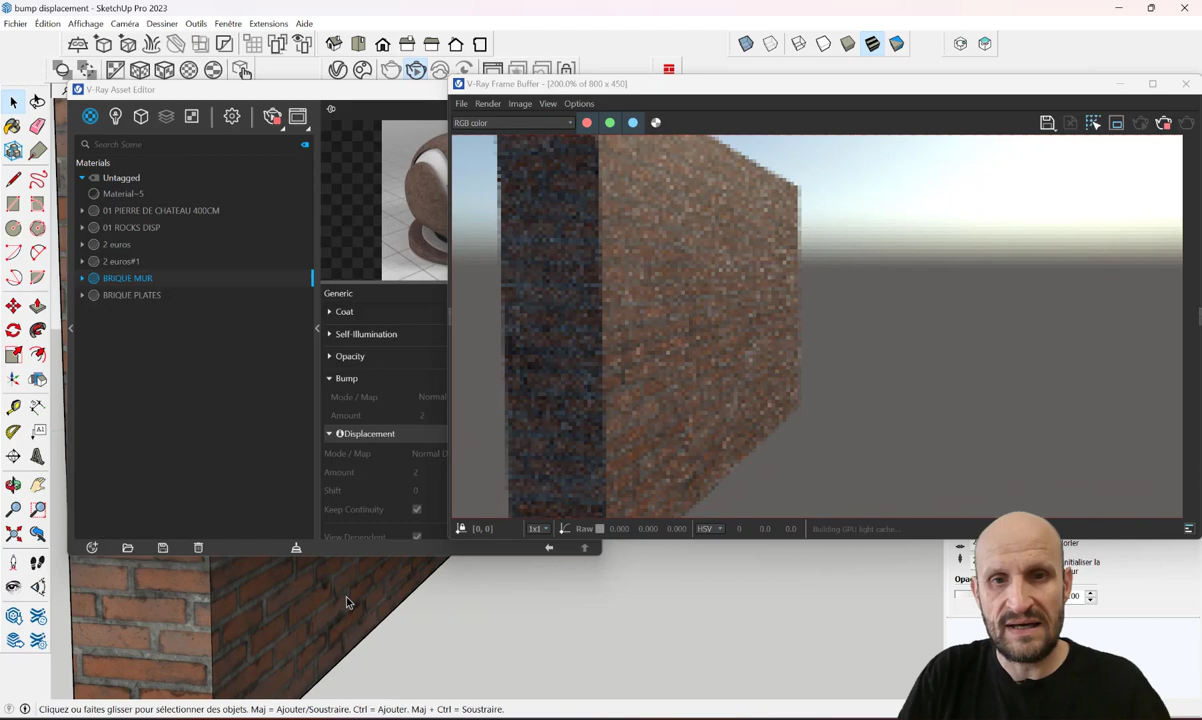 bump displacement - SketchUp Pro 2023
Fichier Édition Affichage Caméra Dessiner Outils Fenêtre Extensions Aide
V-Ray Asset Editor
V-Ray Frame Buffer - [200.0% of 800 x 450]
File Render Image View Options
RGB color
Search Scene
Materials
Untagged
Material~5
01 PIERRE DE CHATEAU 400CM
01 ROCKS DISP
2 euros
2 euros#1
BRIQUE MUR
BRIQUE PLATES
Generic
Coat
Self-Illumination
Opacity
Bump
Mode / Map Normal
Amount 2
Displacement
Mode / Map Normal D
Amount 2
Shift 0
Keep Continuity
View Dependent
[0, 0] 1x1 Raw 0.000 0.000 0.000 HSV 0 0.0 0.0 Building GPU light cache...
A1
Opa
Cliquez ou faites glisser pour sélectionner des objets. Maj = Ajouter/Soustraire. Ctrl = Ajouter. Maj + Ctrl = Soustraire.